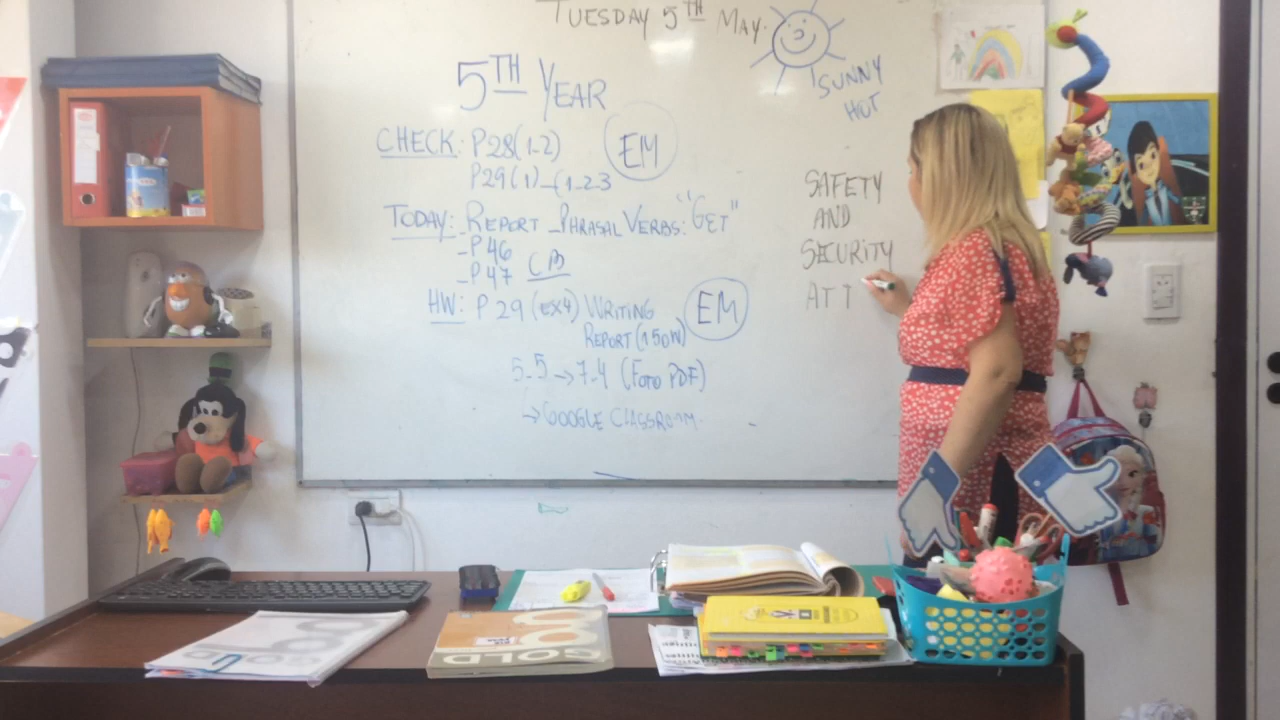 TUESDAY 5TH MAY.
SUNNY
HOT
5TH YEAR
CHECK: P28(1-2)
P29(1)-(1-2-3
EM
TODAY: -REPORT -PHRASAL VERBS: "GET"
-P46
-P47 CB
HW: P 29 (EX4) WRITING
REPORT (150W)
EM
5-5→7-4 (FOTO PDF)
→GOOGLE CLASSROOM.
SAFETY
AND
SECURITY
AT T
GOLD
GOLD